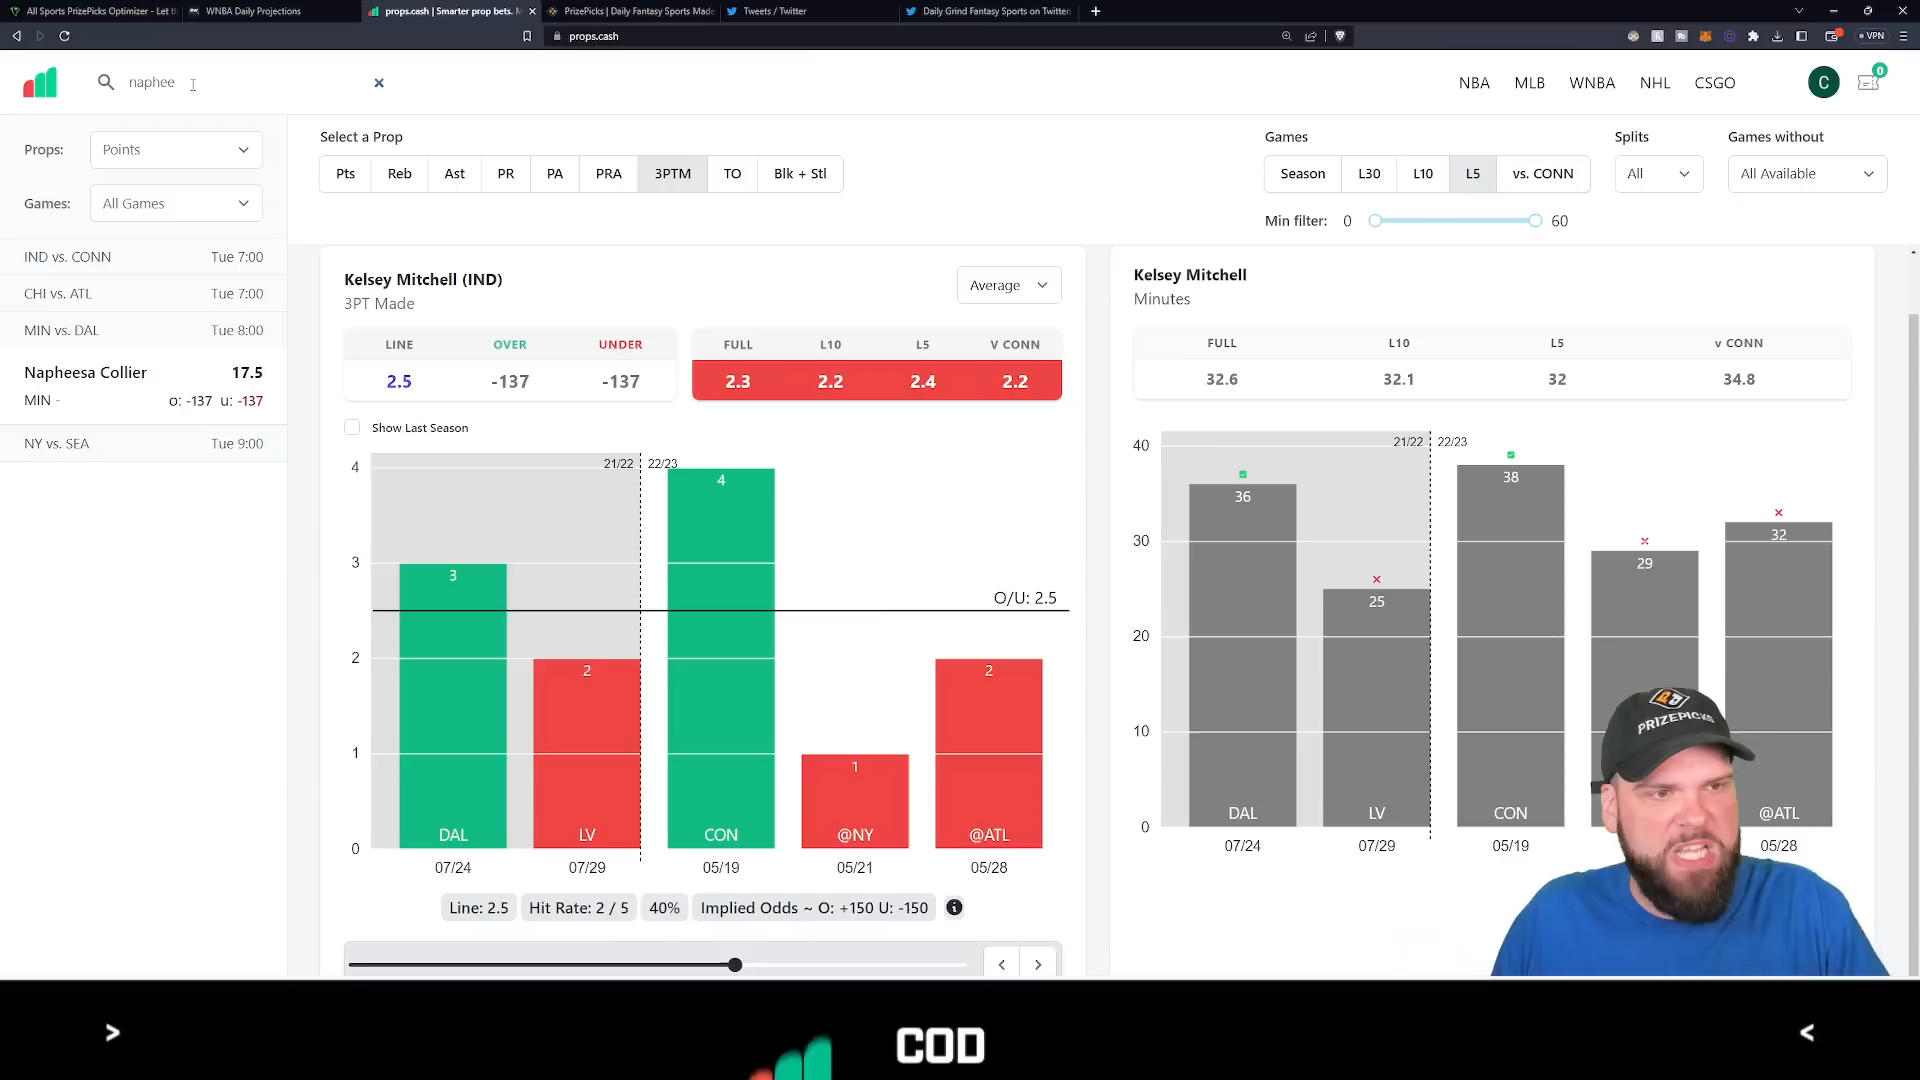 All Sports PrizePicks Optimizer - Let th
WNBA Daily Projections
props.cash | Smarter prop bets. M
PrizePicks | Daily Fantasy Sports Made
Tweets / Twitter
Daily Grind Fantasy Sports on Twitter:
props.cash
VPN
naphee
NBA
MLB
WNBA
NHL
CSGO
C
0
Props:
Points
Games:
All Games
IND vs. CONN Tue 7:00
CHI vs. ATL Tue 7:00
MIN vs. DAL Tue 8:00
Napheesa Collier 17.5
MIN - o: -137 u: -137
NY vs. SEA Tue 9:00
Select a Prop
Pts Reb Ast PR PA PRA 3PTM TO Blk + Stl
Games
Season L30 L10 L5 vs. CONN
Splits
All
Games without
All Available
Min filter: 0 60
Kelsey Mitchell (IND)
3PT Made
Average
LINE OVER UNDER
2.5 -137 -137
FULL L10 L5 V CONN
2.3 2.2 2.4 2.2
Show Last Season
21/22 22/23
4
3
2
1
0
3
2
4
1
2
O/U: 2.5
DAL LV CON @NY @ATL
07/24 07/29 05/19 05/21 05/28
Line: 2.5
Hit Rate: 2 / 5
40%
Implied Odds ~ O: +150 U: -150
Kelsey Mitchell
Minutes
FULL L10 L5 v CONN
32.6 32.1 32 34.8
21/22 22/23
40
30
20
10
0
36
25
38
29
32
DAL LV CON @ATL
07/24 07/29 05/19 05/28
PRIZEPICKS
COD